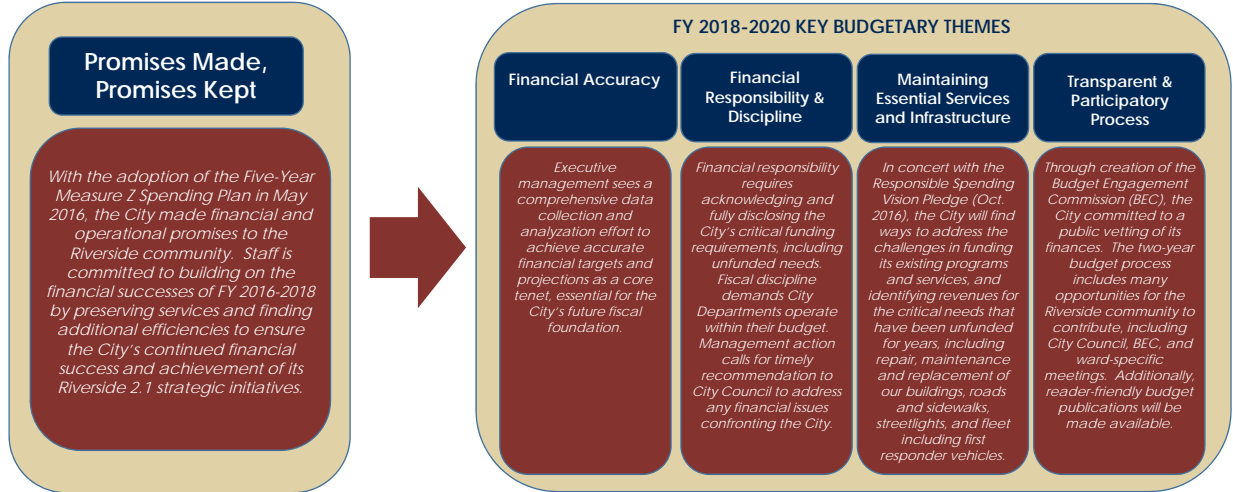 Promises Made,
Promises Kept
With the adoption of the Five-Year
Measure Z Spending Plan in May
2016, the City made financial and
operational promises to the
Riverside community.  Staff is
committed to building on the
financial successes of FY 2016-2018
by preserving services and finding
additional efficiencies to ensure
the City's continued financial
success and achievement of its
Riverside 2.1 strategic initiatives.
FY 2018-2020 KEY BUDGETARY THEMES
Financial Accuracy
Executive
management sees a
comprehensive data
collection and
analyzation effort to
achieve accurate
financial targets and
projections as a core
tenet, essential for the
City's future fiscal
foundation.
Financial
Responsibility &
Discipline
Financial responsibility
requires
acknowledging and
fully disclosing the
City's critical funding
requirements, including
unfunded needs.
Fiscal discipline
demands City
Departments operate
within their budget.
Management action
calls for timely
recommendation to
City Council to address
any financial issues
confronting the City.
Maintaining
Essential Services
and Infrastructure
In concert with the
Responsible Spending
Vision Pledge (Oct.
2016), the City will find
ways to address the
challenges in funding
its existing programs
and services, and
identifying revenues for
the critical needs that
have been unfunded
for years, including
repair, maintenance
and replacement of
our buildings, roads
and sidewalks,
streetlights, and fleet
including first
responder vehicles.
Transparent &
Participatory
Process
Through creation of the
Budget Engagement
Commission (BEC), the
City committed to a
public vetting of its
finances.  The two-year
budget process
includes many
opportunities for the
Riverside community to
contribute, including
City Council, BEC, and
ward-specific
meetings.  Additionally,
reader-friendly budget
publications will be
made available.